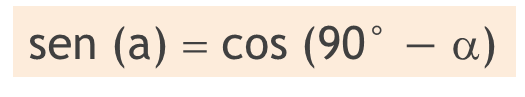 sen (a) = cos (90° − α)